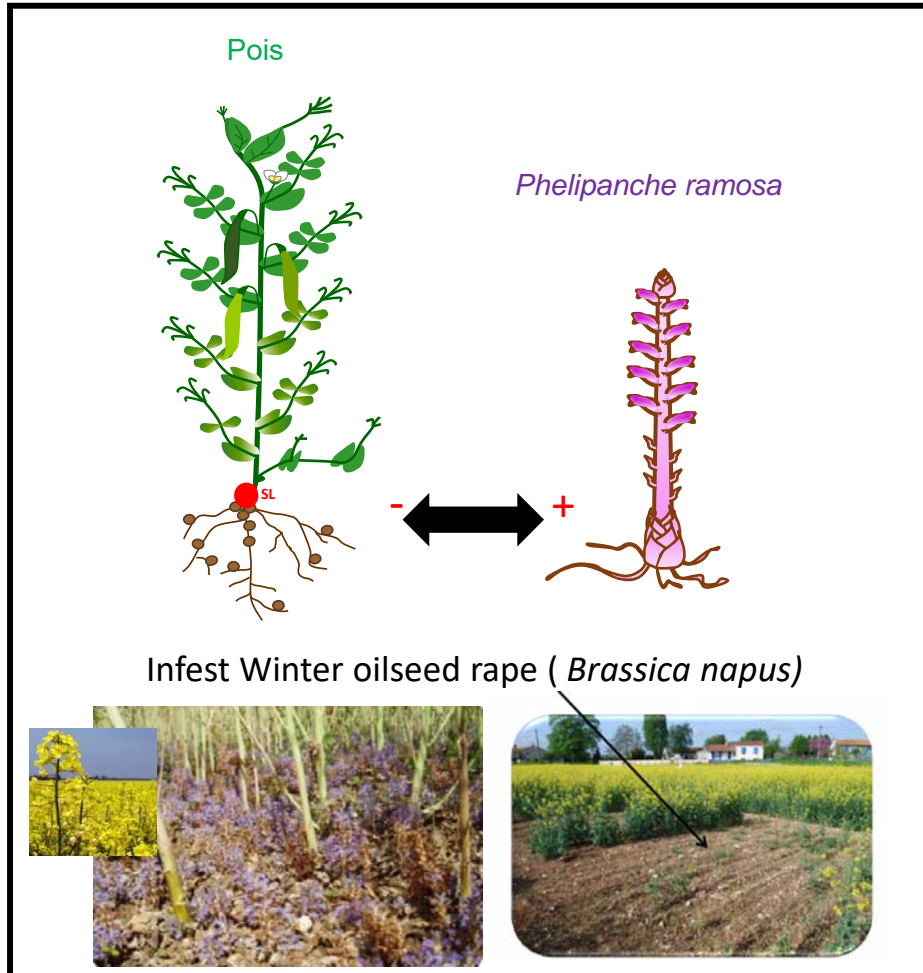 Pois
Phelipanche ramosa
SL
- +
Infest Winter oilseed rape ( Brassica napus)